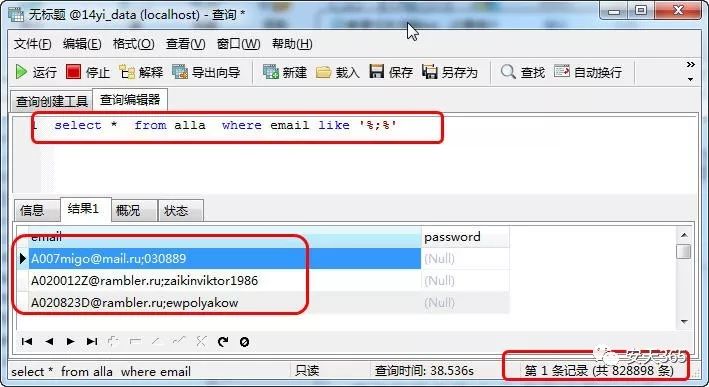 无标题 @14yi_data (localhost) - 查询 *
文件(F) 编辑(E) 格式(O) 查看(V) 窗口(W) 帮助(H)
运行 停止 解释 导出向导 新建 载入 保存 另存为 查找 自动换行 »
查询创建工具 查询编辑器
1 select * from alla where email like '%;%'
信息 结果1 概况 状态
email password
A007migo@mail.ru;030889 (Null)
A020012Z@rambler.ru;zaikinviktor1986 (Null)
A020823D@rambler.ru;ewpolyakow (Null)
安天365
select * from alla where email 只读 查询时间: 38.536s 第 1 条记录 (共 828898 条)